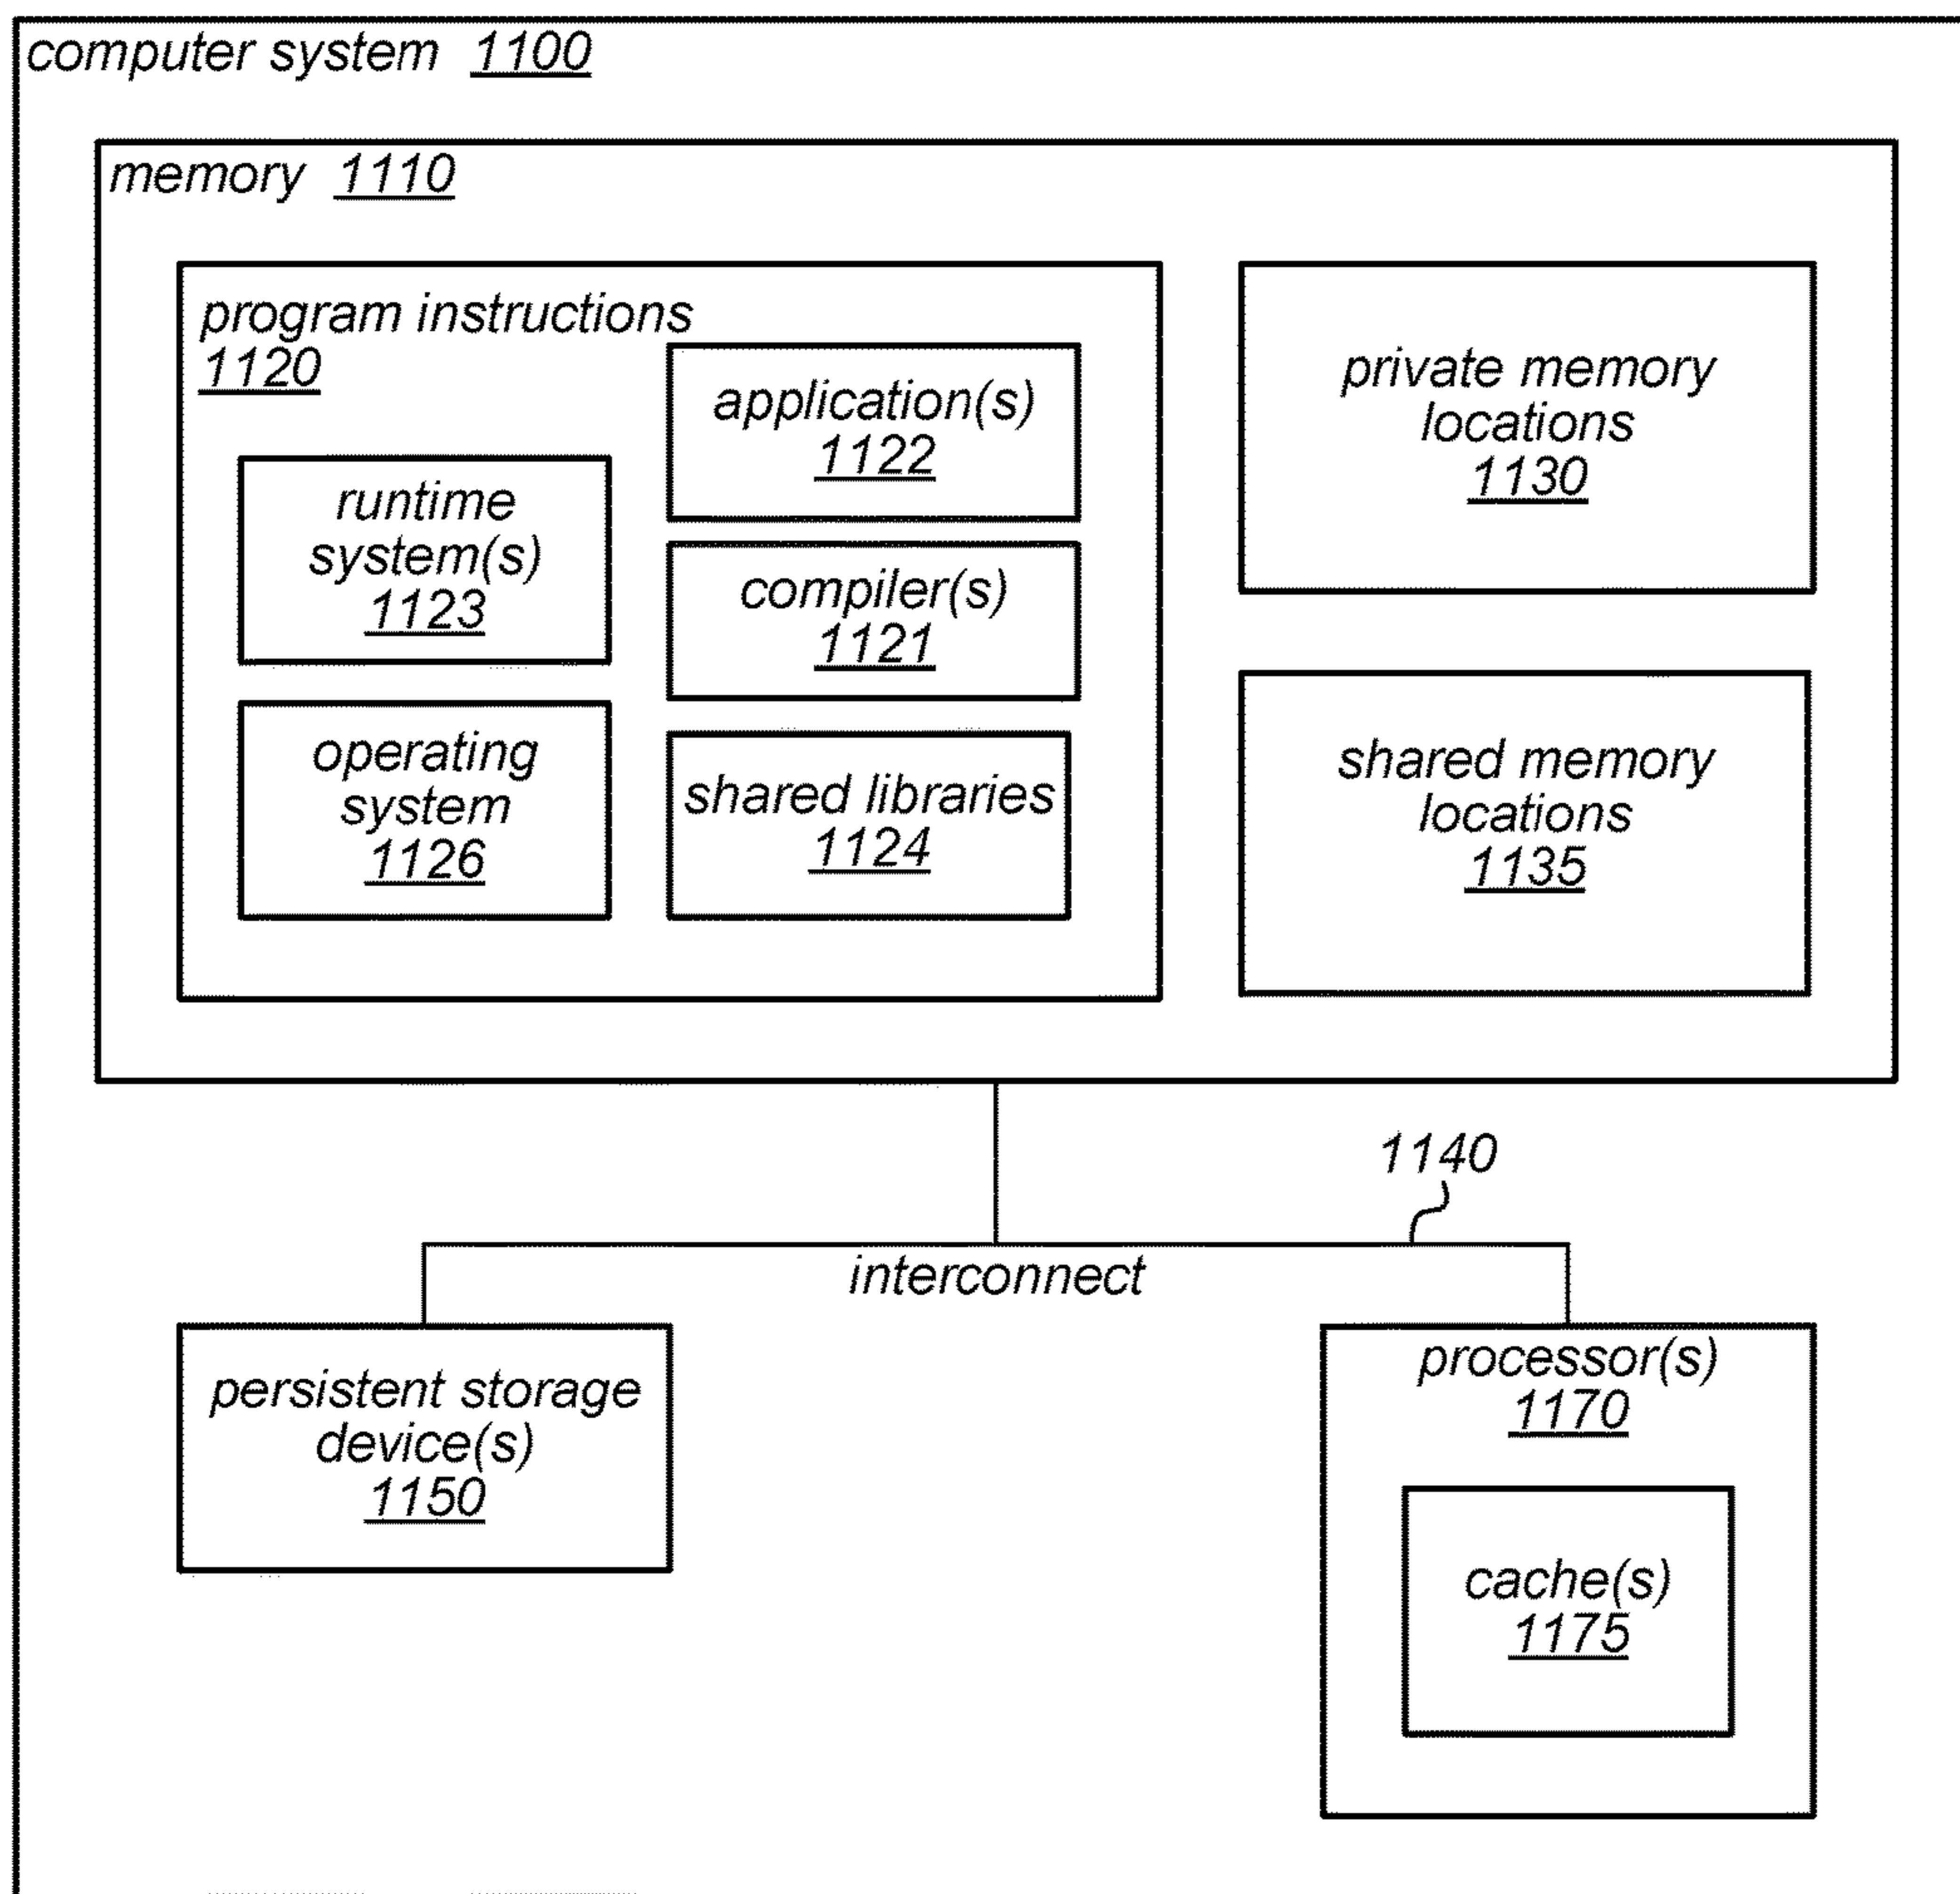 computer system 1100
memory 1110
program instructions
1120
application(s)
1122
runtime
system(s)
1123
compiler(s)
1121
operating
system
1126
shared libraries
1124
private memory
locations
1130
shared memory
locations
1135
1140
interconnect
persistent storage
device(s)
1150
processor(s)
1170
cache(s)
1175